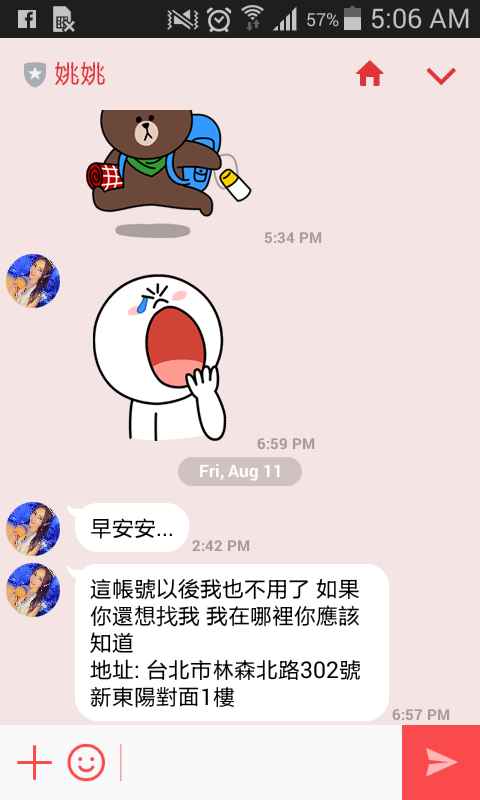 57% 5:06 AM
姚姚
5:34 PM
6:59 PM
Fri, Aug 11
早安安...
2:42 PM
這帳號以後我也不用了 如果
你還想找我 我在哪裡你應該
知道
地址: 台北市林森北路302號
新東陽對面1樓
6:57 PM